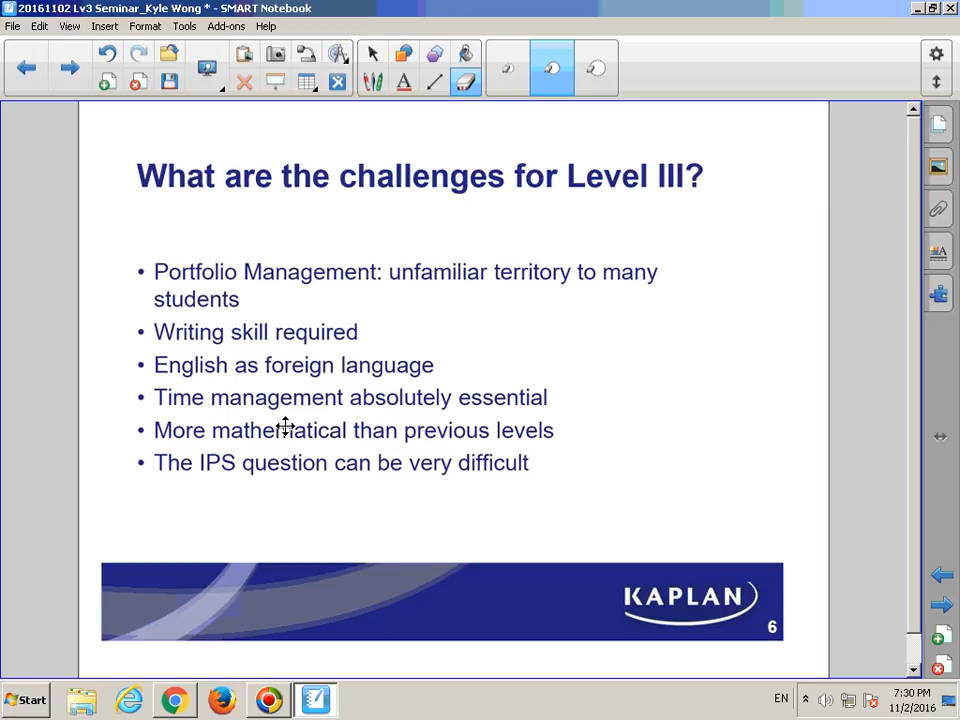 20161102 Lv3 Seminar_Kyle Wong * - SMART Notebook
File Edit View Insert Format Tools Add-ons Help
What are the challenges for Level III?
• Portfolio Management: unfamiliar territory to many
students
• Writing skill required
• English as foreign language
• Time management absolutely essential
• More mathematical than previous levels
• The IPS question can be very difficult
KAPLAN
6
Start
EN
7:30 PM
11/2/2016